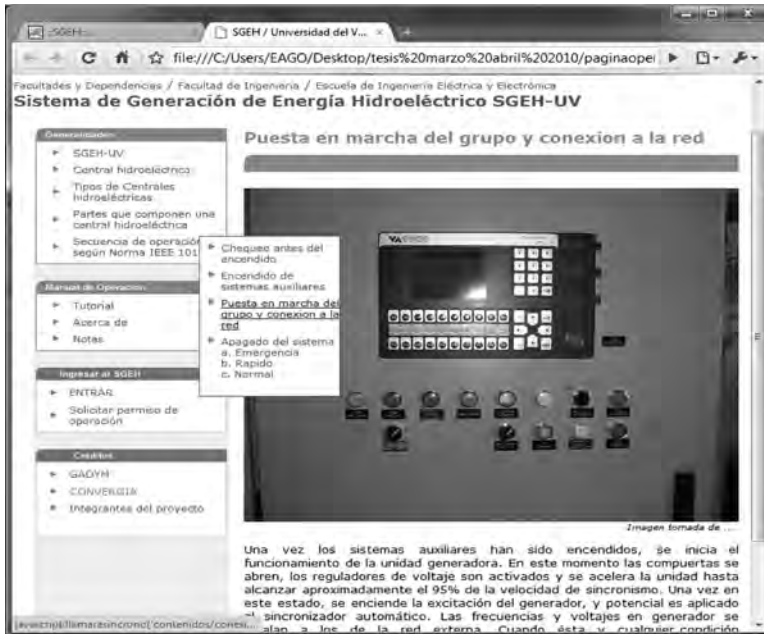 SGEH
SGEH / Universidad del V...
file:///C:/Users/EAGO/Desktop/tesis%20marzo%20abril%202010/paginaoper
Facultades y Dependencias / Facultad de Ingenieria / Escuela de Ingenieria Eléctrica y Electrónica
Sistema de Generación de Energía Hidroeléctrico SGEH-UV
Generalidades
SGEH-UV
Central hidroeléctrica
Tipos de Centrales
hidroeléctricas
Partes que componen una
central hidroeléctrica
Secuencia de operación
según Norma IEEE 101
Manual de Operacion
Tutorial
Acerca de
Notas
Ingresar al SGEH
ENTRAR
Solicitar permiso de
operación
Creditos
GADYM
CONVERGIA
Integrantes del proyecto
Chequeo antes del
encendido
Encendido de
sistemas auxiliares
Puesta en marcha del
grupo y conexion a la
red
Apagado del sistema
a. Emergencia
b. Rapido
c. Normal
Puesta en marcha del grupo y conexion a la red
Imagen tomada de ...
Una vez los sistemas auxiliares han sido encendidos, se inicia el
funcionamiento de la unidad generadora. En este momento las compuertas se
abren, los reguladores de voltaje son activados y se acelera la unidad hasta
alcanzar aproximadamente el 95% de la velocidad de sincronismo. Una vez en
este estado, se enciende la excitación del generador, y potencial es aplicado
al sincronizador automático. Las frecuencias y voltajes en generador se
a los de la red externa. Cuando ésta y cualquier condición